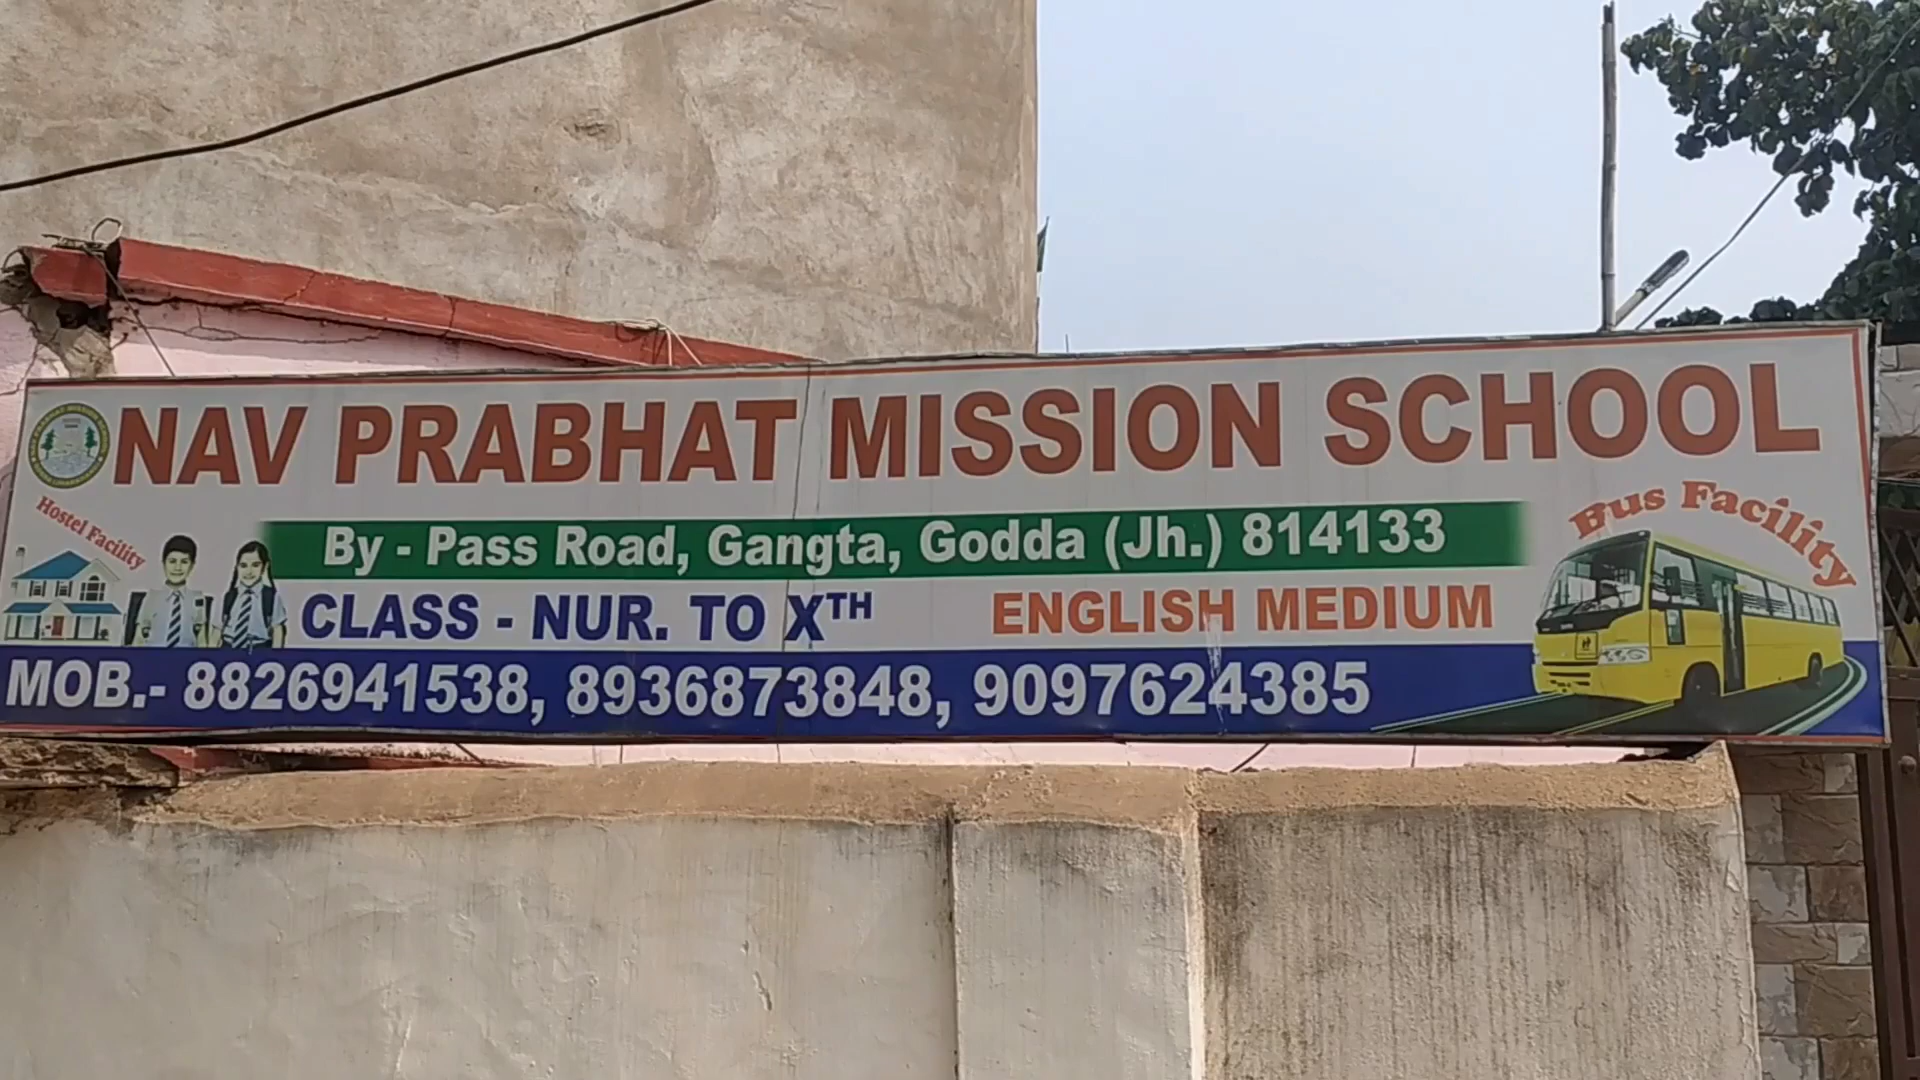 NAV PRABHAT MISSION SCHOOL
Hostel Facility
Bus Facility
By - Pass Road, Gangta, Godda (Jh.) 814133
CLASS - NUR. TO XTH
ENGLISH MEDIUM
MOB.- 8826941538, 8936873848, 9097624385